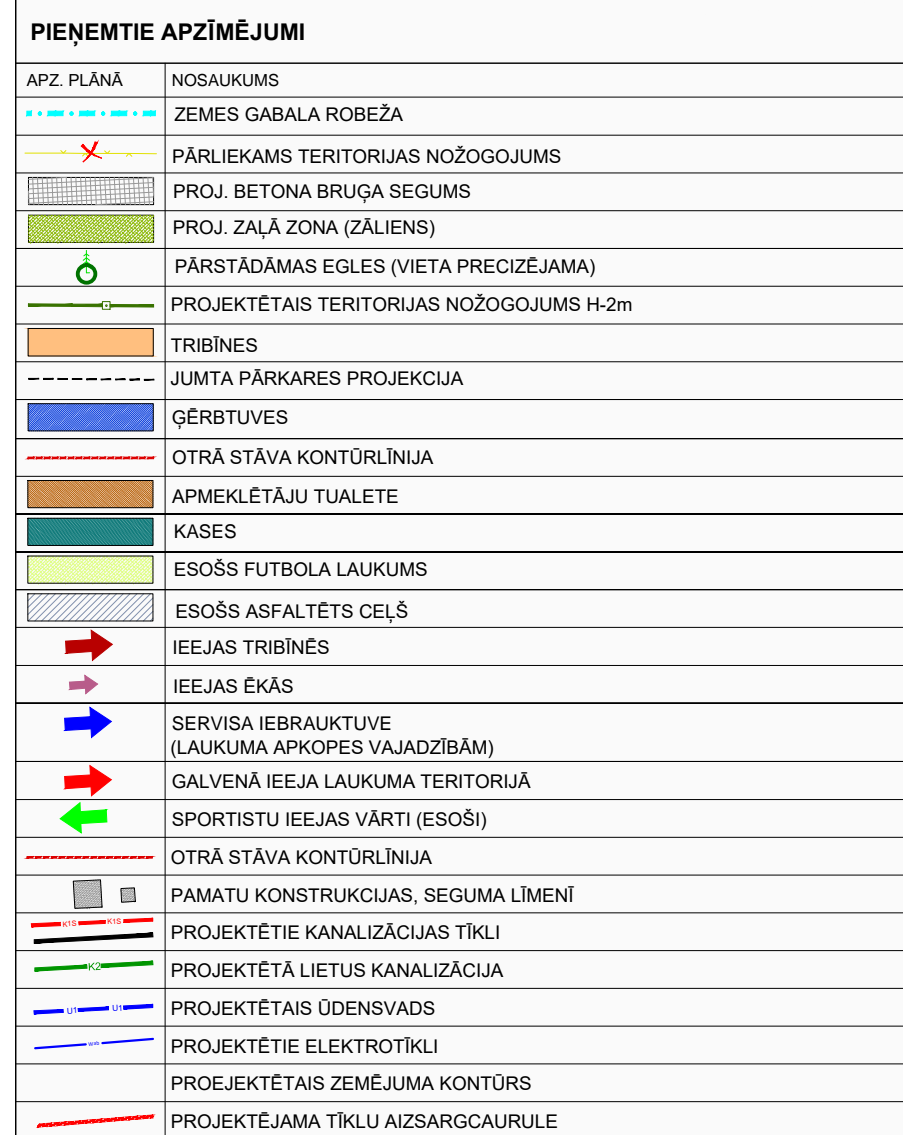 PIEŅEMTIE APZĪMĒJUMI
APZ. PLĀNĀ NOSAUKUMS
ZEMES GABALA ROBEŽA
PĀRLIEKAMS TERITORIJAS NOŽOGOJUMS
PROJ. BETONA BRUĢA SEGUMS
PROJ. ZAĻĀ ZONA (ZĀLIENS)
PĀRSTĀDĀMAS EGLES (VIETA PRECIZĒJAMA)
PROJEKTĒTAIS TERITORIJAS NOŽOGOJUMS H-2m
TRIBĪNES
JUMTA PĀRKARES PROJEKCIJA
ĢĒRBTUVES
OTRĀ STĀVA KONTŪRLĪNIJA
APMEKLĒTĀJU TUALETE
KASES
ESOŠS FUTBOLA LAUKUMS
ESOŠS ASFALTĒTS CEĻŠ
IEEJAS TRIBĪNĒS
IEEJAS ĒKĀS
SERVISA IEBRAUKTUVE
(LAUKUMA APKOPES VAJADZĪBĀM)
GALVENĀ IEEJA LAUKUMA TERITORIJĀ
SPORTISTU IEEJAS VĀRTI (ESOŠI)
OTRĀ STĀVA KONTŪRLĪNIJA
PAMATU KONSTRUKCIJAS, SEGUMA LĪMENĪ
K1S K1S PROJEKTĒTIE KANALIZĀCIJAS TĪKLI
K2 PROJEKTĒTĀ LIETUS KANALIZĀCIJA
U1 U1 PROJEKTĒTAIS ŪDENSVADS
PROJEKTĒTIE ELEKTROTĪKLI
PROEJEKTĒTAIS ZEMĒJUMA KONTŪRS
PROJEKTĒJAMA TĪKLU AIZSARGCAURULE